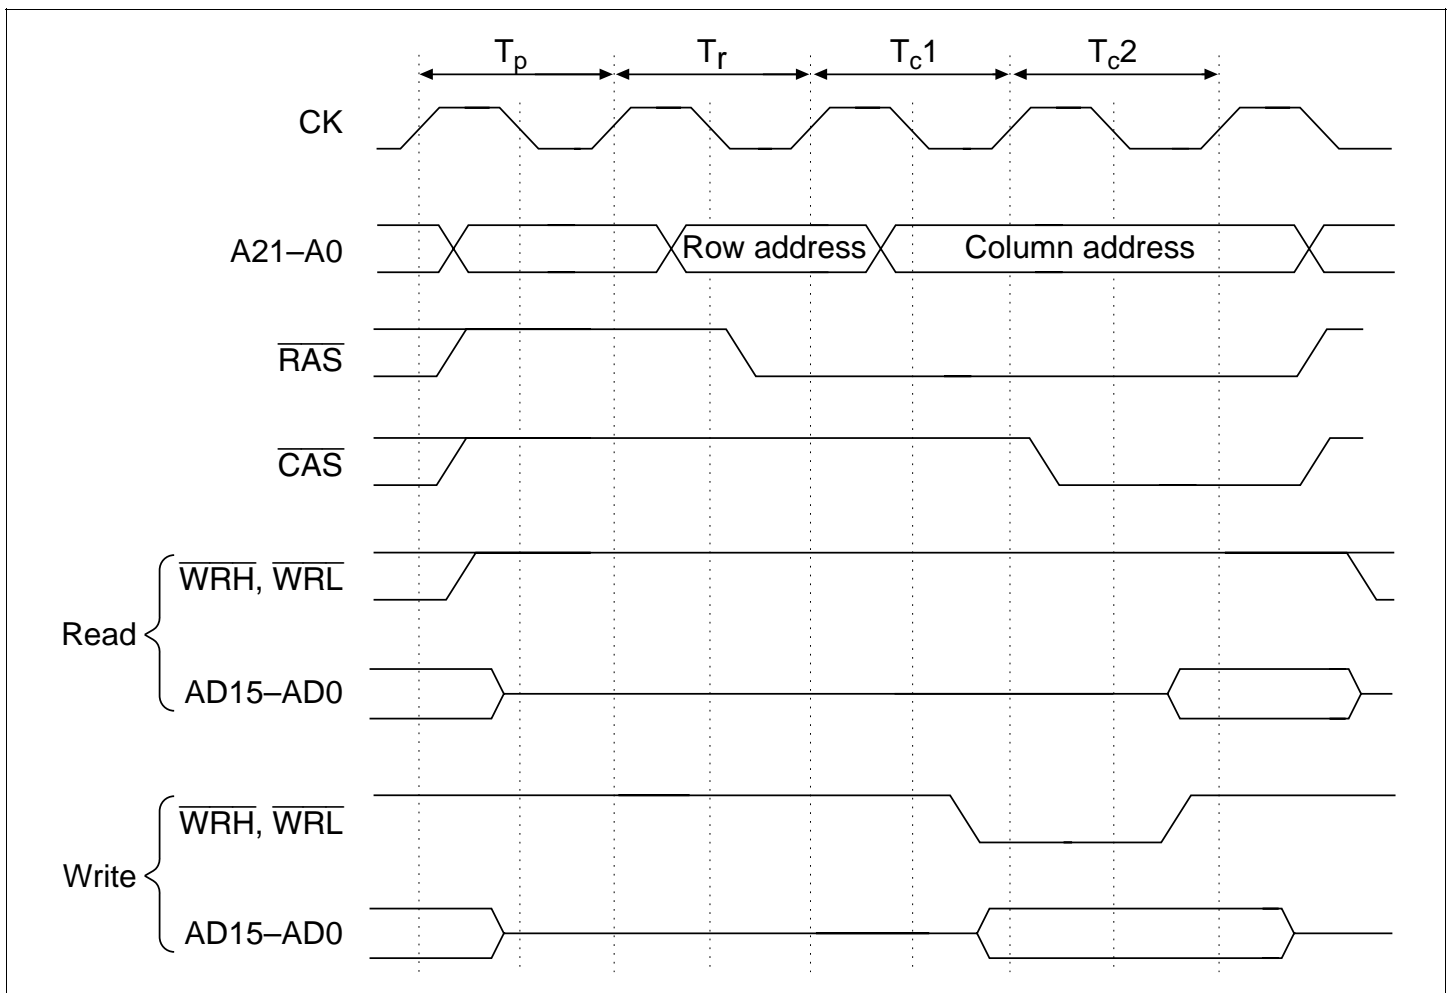 Tp Tr Tc1 Tc2
CK
A21–A0 Row address Column address
RAS
CAS
WRH, WRL
Read
AD15–AD0
WRH, WRL
Write
AD15–AD0